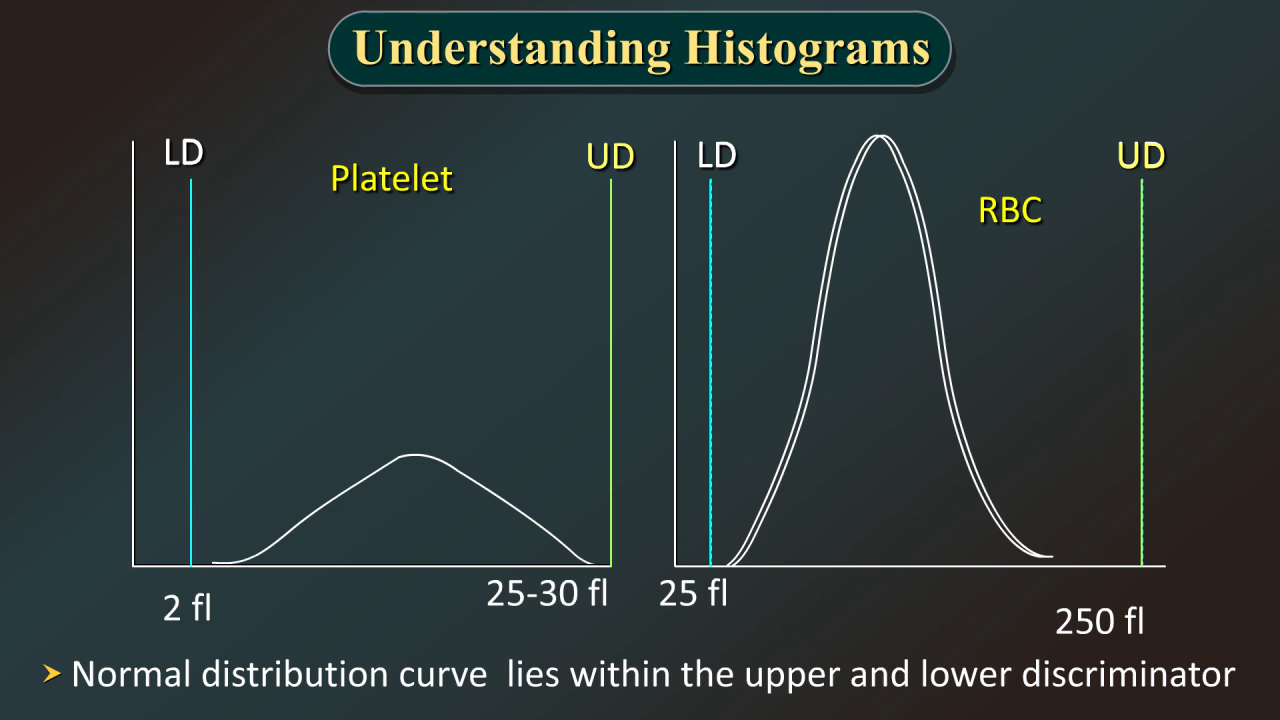 Understanding Histograms
LD
Platelet
UD
LD
RBC
UD
2 fl
25-30 fl
25 fl
250 fl
➤ Normal distribution curve  lies within the upper and lower discriminator